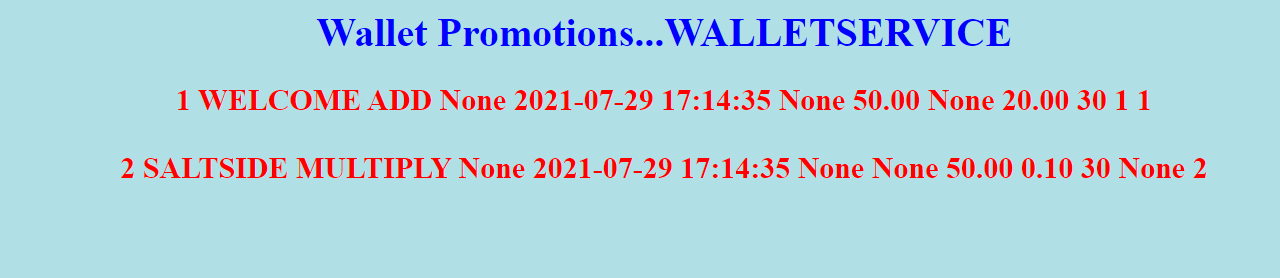 Wallet Promotions...WALLETSERVICE
1 WELCOME ADD None 2021-07-29 17:14:35 None 50.00 None 20.00 30 1 1
2 SALTSIDE MULTIPLY None 2021-07-29 17:14:35 None None 50.00 0.10 30 None 2